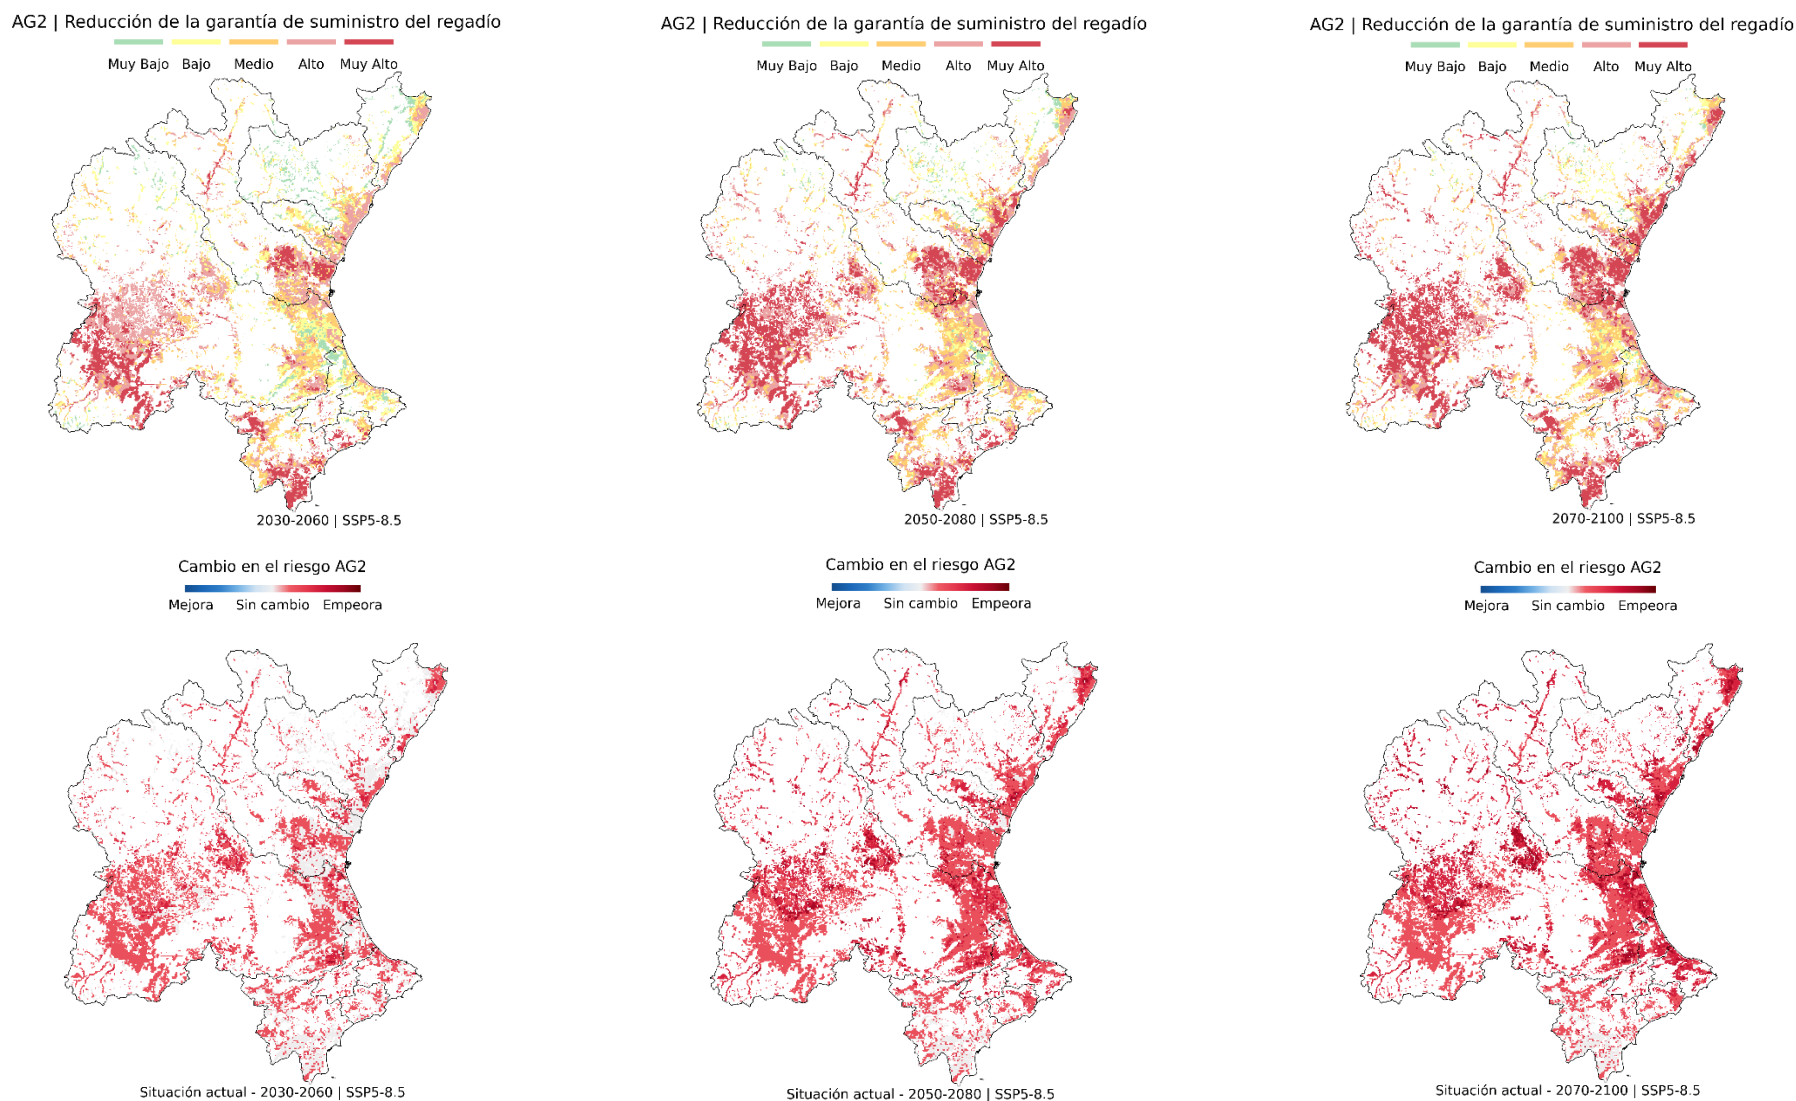 AG2 | Reducción de la garantía de suministro del regadío
Muy Bajo Bajo Medio Alto Muy Alto
2030-2060 | SSP5-8.5
AG2 | Reducción de la garantía de suministro del regadío
Muy Bajo Bajo Medio Alto Muy Alto
2050-2080 | SSP5-8.5
AG2 | Reducción de la garantía de suministro del regadío
Muy Bajo Bajo Medio Alto Muy Alto
2070-2100 | SSP5-8.5
Cambio en el riesgo AG2
Mejora Sin cambio Empeora
Situación actual - 2030-2060 | SSP5-8.5
Cambio en el riesgo AG2
Mejora Sin cambio Empeora
Situación actual - 2050-2080 | SSP5-8.5
Cambio en el riesgo AG2
Mejora Sin cambio Empeora
Situación actual - 2070-2100 | SSP5-8.5